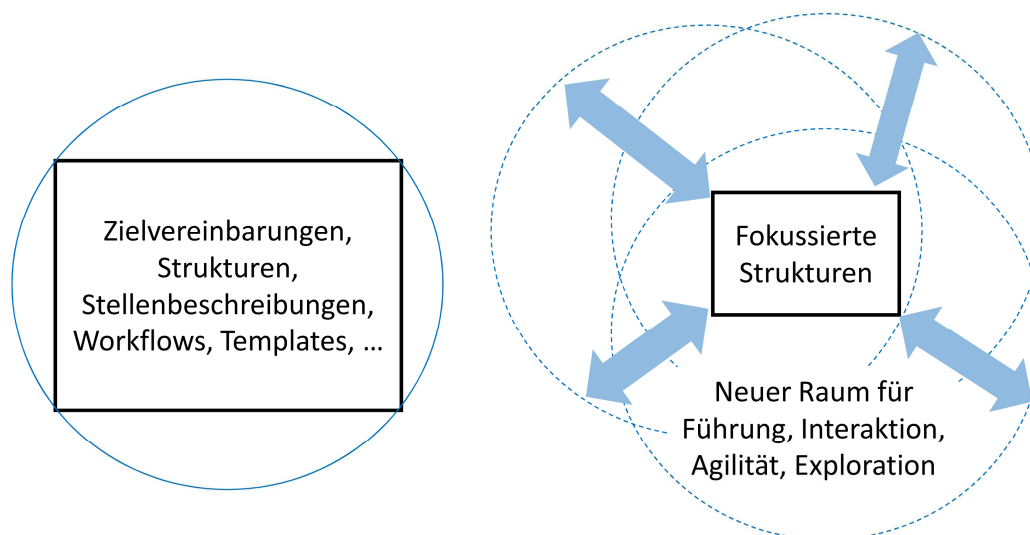 Zielvereinbarungen,
Strukturen,
Stellenbeschreibungen,
Workflows, Templates, ...
Fokussierte
Strukturen
Neuer Raum für
Führung, Interaktion,
Agilität, Exploration